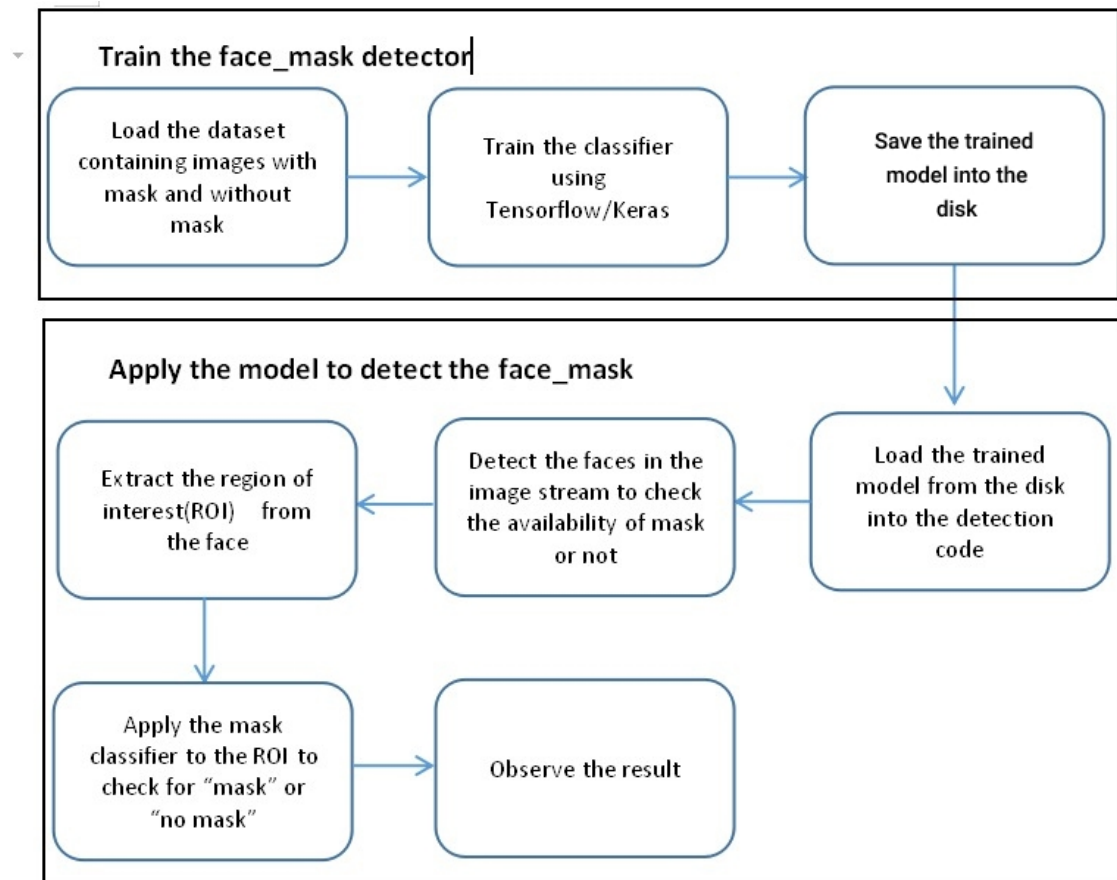 Train the face_mask detector
Load the dataset
containing images with
mask and without
mask
Train the classifier
using
Tensorflow/Keras
Save the trained
model into the
disk
Apply the model to detect the face_mask
Load the trained
model from the disk
into the detection
code
Detect the faces in the
image stream to check
the availability of mask
or not
Extract the region of
interest(ROI) from
the face
Apply the mask
classifier to the ROI to
check for “mask” or
“no mask”
Observe the result